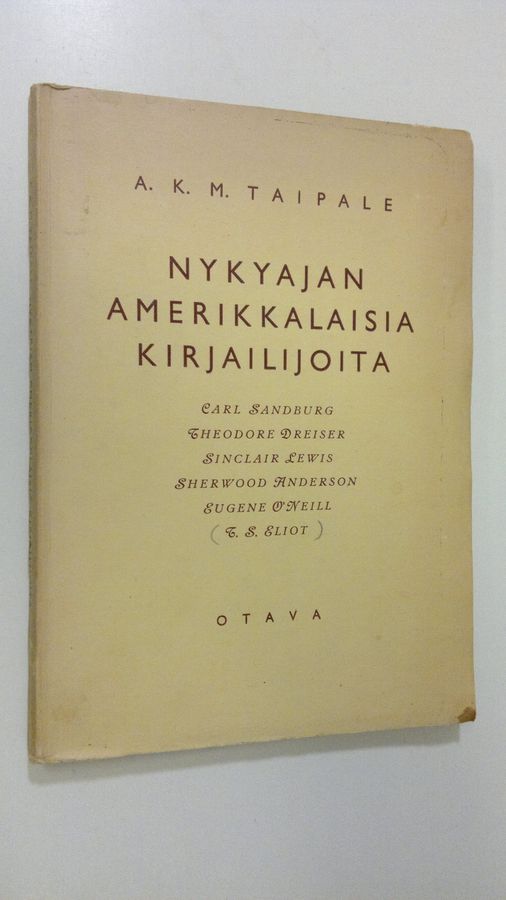 A. K. M. TAIPALE
NYKYAJAN
AMERIKKALAISIA
KIRJAILIJOITA
CARL SANDBURG
THEODORE DREISER
SINCLAIR LEWIS
SHERWOOD ANDERSON
EUGENE O'NEILL
(T. S. ELIOT)
OTAVA